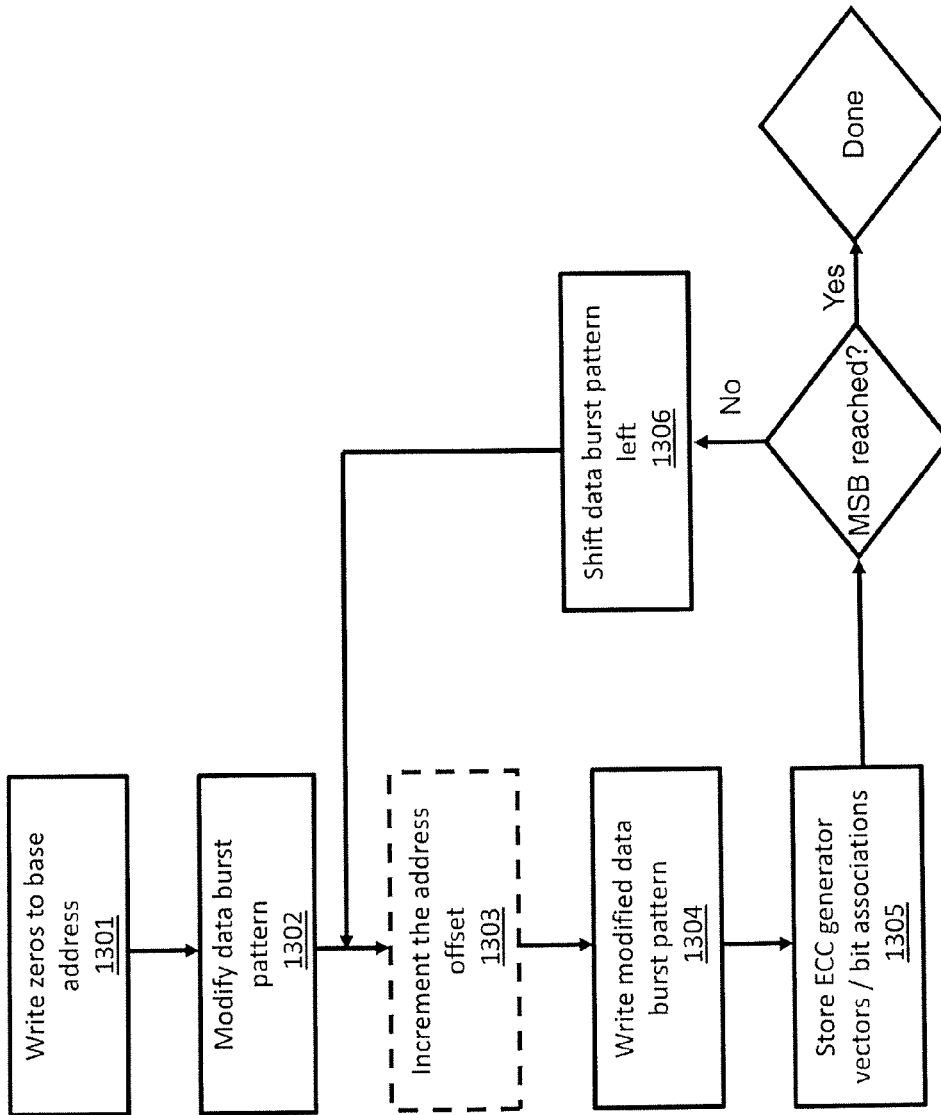 Write zeros to base
address
1301
Modify data burst
pattern
1302
Increment the address
offset
1303
Write modified data
burst pattern
1304
Store ECC generator
vectors / bit associations
1305
MSB reached?
No
Shift data burst pattern
left
1306
Yes
Done